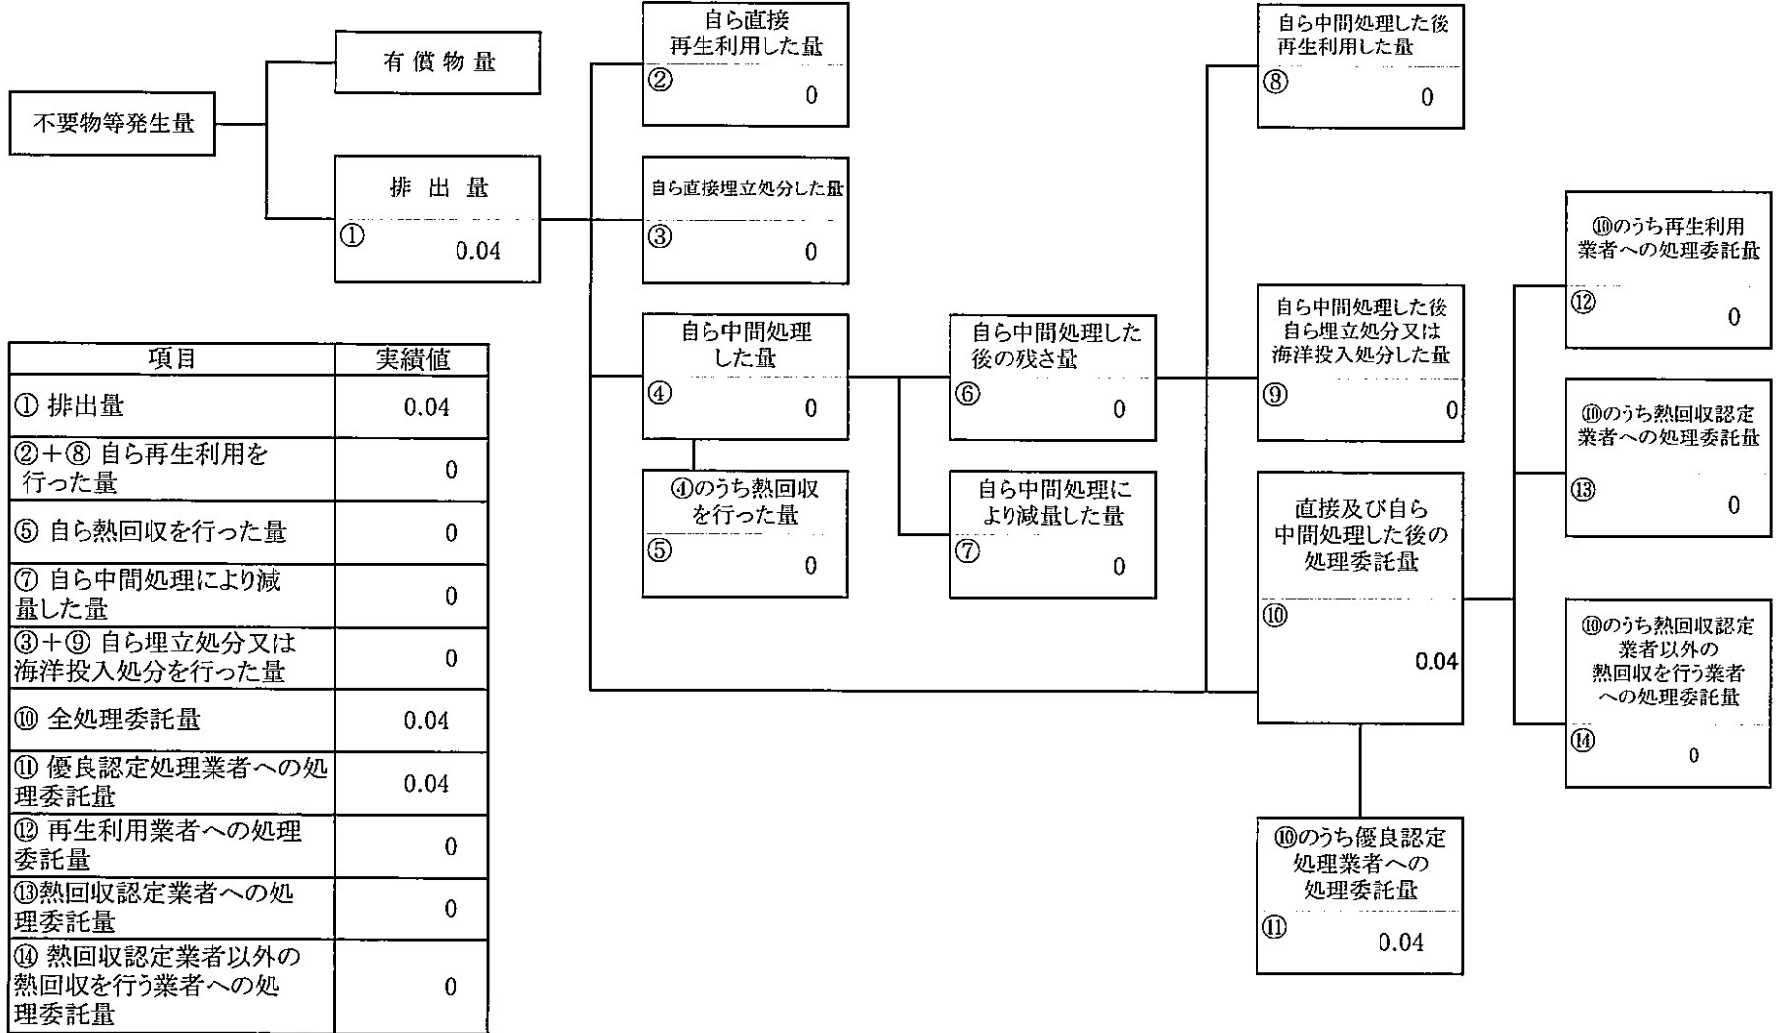 不要物等発生量
有償物量
排出量
①
0.04
自ら直接
再生利用した量
②
0
自ら直接埋立処分した量
③
0
自ら中間処理
した量
④
0
④のうち熱回収
を行った量
⑤
0
自ら中間処理した
後の残さ量
⑥
0
自ら中間処理に
より減量した量
⑦
0
自ら中間処理した後
再生利用した量
⑧
0
自ら中間処理した後
自ら埋立処分又は
海洋投入処分した量
⑨
0
直接及び自ら
中間処理した後の
処理委託量
⑩
0.04
⑩のうち優良認定
処理業者への
処理委託量
⑪
0.04
⑩のうち再生利用
業者への処理委託量
⑫
0
⑩のうち熱回収認定
業者への処理委託量
⑬
0
⑩のうち熱回収認定
業者以外の
熱回収を行う業者
への処理委託量
⑭
0
項目 実績値
① 排出量 0.04
②+⑧ 自ら再生利用を
行った量 0
⑤ 自ら熱回収を行った量 0
⑦ 自ら中間処理により減
量した量 0
③+⑨ 自ら埋立処分又は
海洋投入処分を行った量 0
⑩ 全処理委託量 0.04
⑪ 優良認定処理業者への処
理委託量 0.04
⑫ 再生利用業者への処理
委託量 0
⑬熱回収認定業者への処
理委託量 0
⑭ 熱回収認定業者以外の
熱回収を行う業者への処
理委託量 0